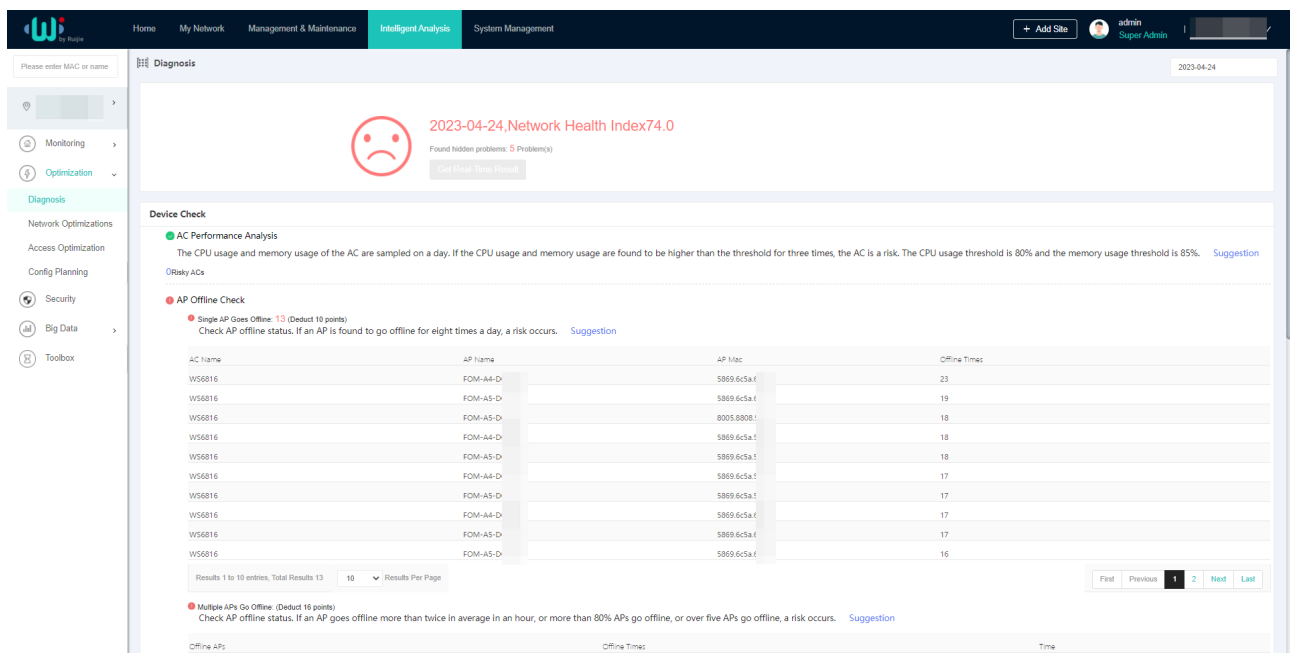 by Ruijie
Home My Network Management & Maintenance Intelligent Analysis System Management + Add Site admin
Super Admin
Please enter MAC or name
Diagnosis
2023-04-24
2023-04-24,Network Health Index74.0
Found hidden problems: 5 Problem(s)
Get Real-Time Result
Monitoring
Optimization
Diagnosis
Network Optimizations
Access Optimization
Config Planning
Security
Big Data
Toolbox
Device Check
AC Performance Analysis
The CPU usage and memory usage of the AC are sampled on a day. If the CPU usage and memory usage are found to be higher than the threshold for three times, the AC is a risk. The CPU usage threshold is 80% and the memory usage threshold is 85%. Suggestion
0Risky ACs
AP Offline Check
Single AP Goes Offline: 13 (Deduct 10 points)
Check AP offline status. If an AP is found to go offline for eight times a day, a risk occurs. Suggestion
AC Name AP Name AP Mac Offline Times
WS6816 FOM-A4-D 5869.6c5a. 23
WS6816 FOM-A5-D 5869.6c5a. 19
WS6816 FOM-A5-D 8005.8808. 18
WS6816 FOM-A4-D 5869.6c5a. 18
WS6816 FOM-A5-D 5869.6c5a. 18
WS6816 FOM-A4-D 5869.6c5a. 17
WS6816 FOM-A5-D 5869.6c5a. 17
WS6816 FOM-A4-D 5869.6c5a. 17
WS6816 FOM-A5-D 5869.6c5a. 17
WS6816 FOM-A5-D 5869.6c5a. 16
Results 1 to 10 entries, Total Results 13 10 Results Per Page First Previous 1 2 Next Last
Multiple APs Go Offline: (Deduct 16 points)
Check AP offline status. If an AP goes offline more than twice in average in an hour, or more than 80% APs go offline, or over five APs go offline, a risk occurs. Suggestion
Offline APs Offline Times Time